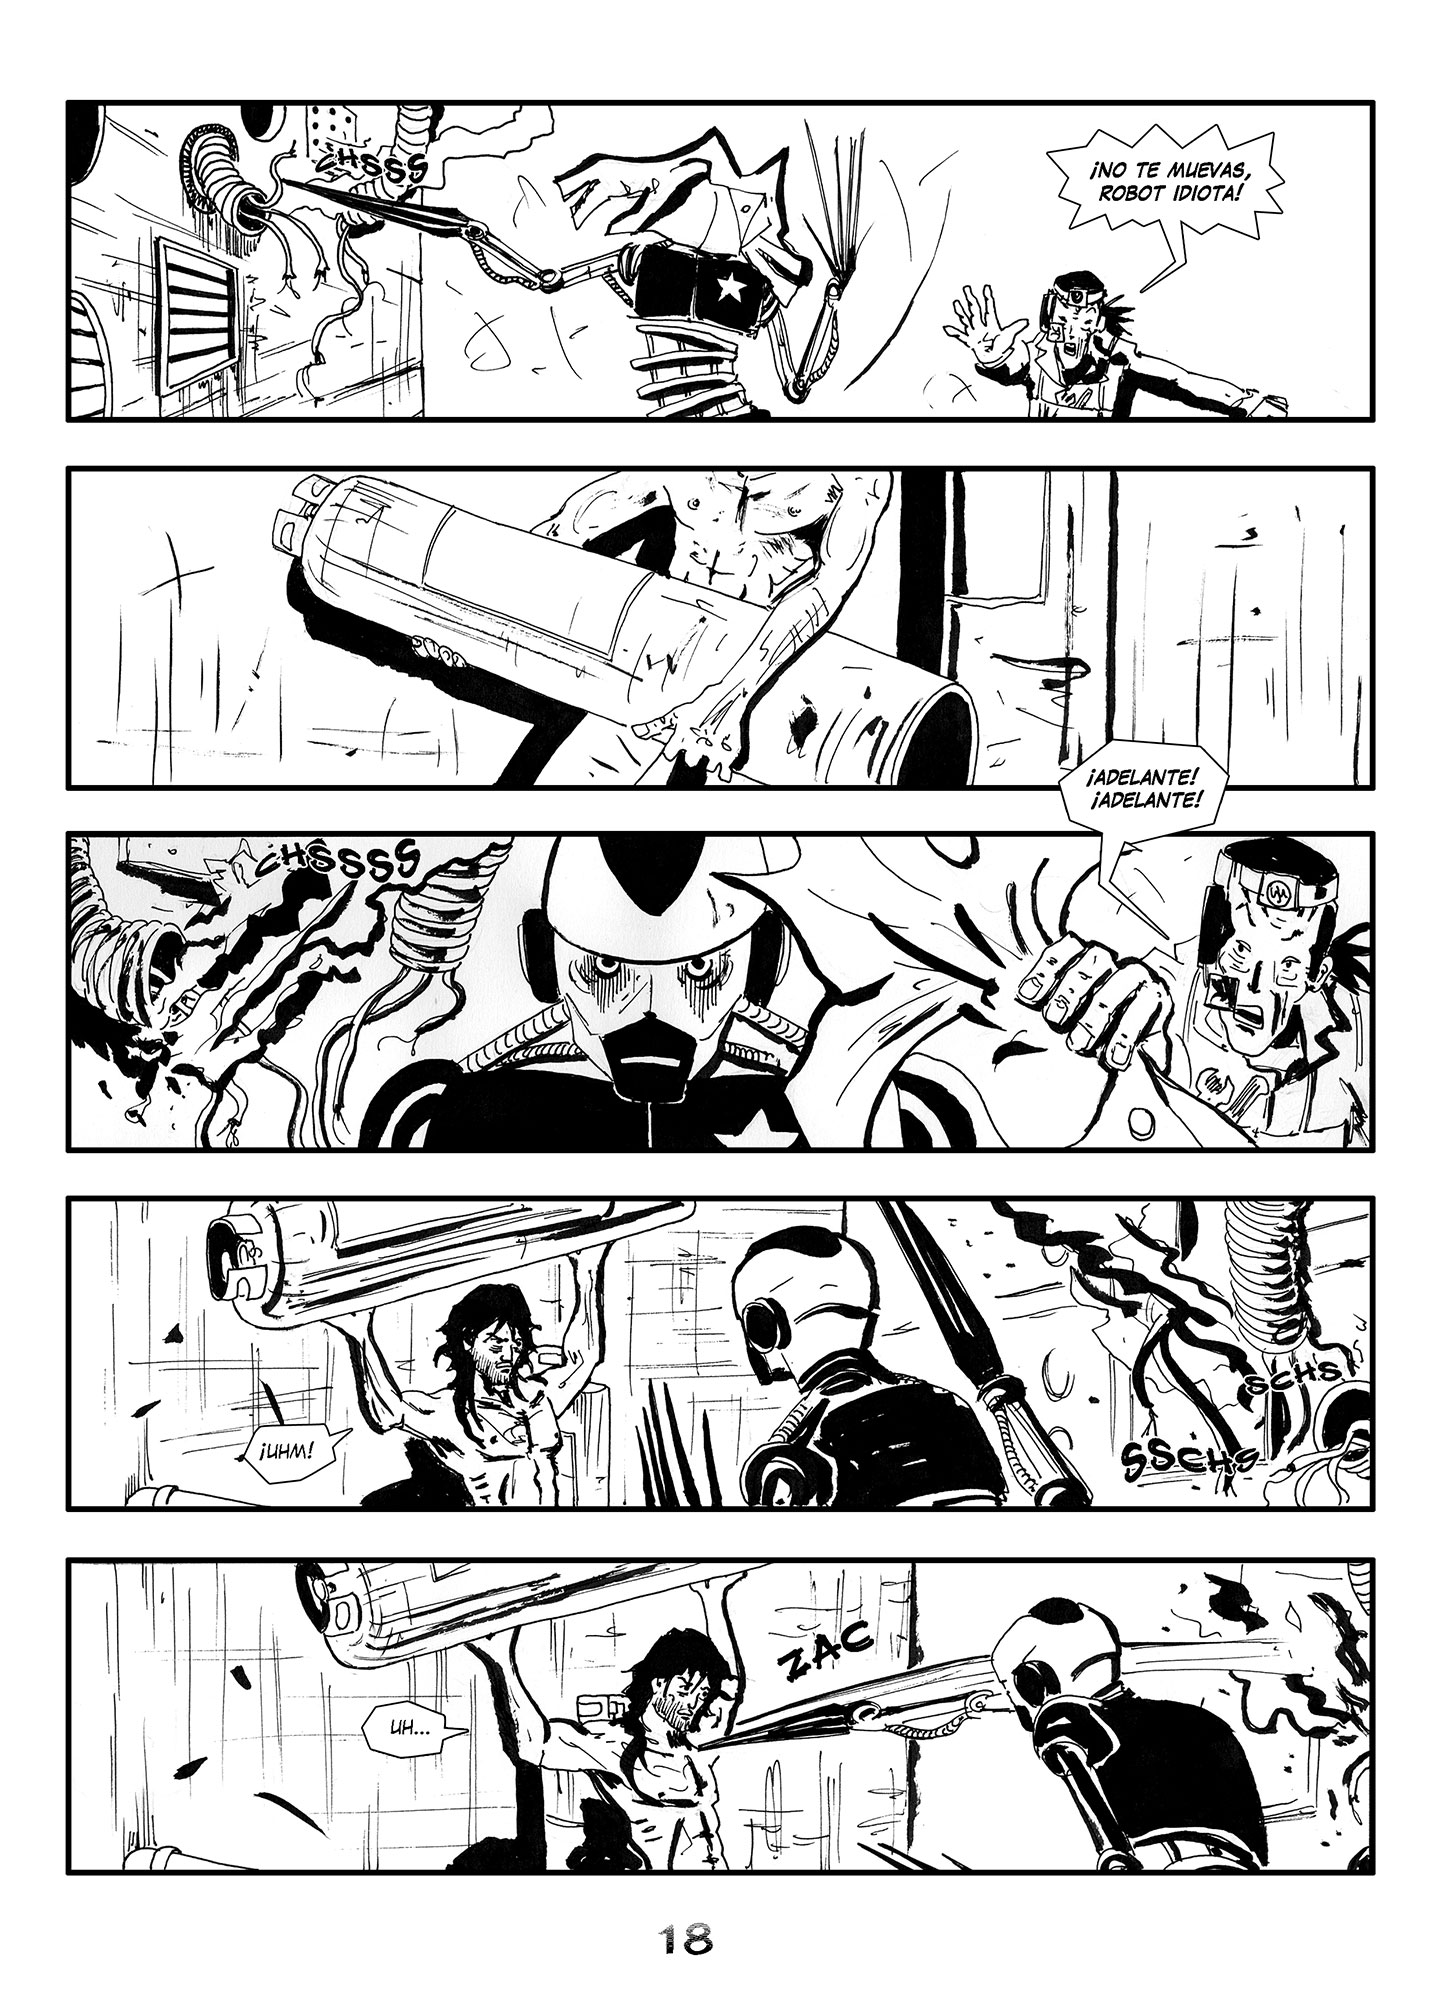 CHSSS
¡NO TE MUEVAS,
ROBOT IDIOTA!
¡ADELANTE!
¡ADELANTE!
CHSSSS
¡UHM!
SCHS
SSCHS
UH...
ZAC
18